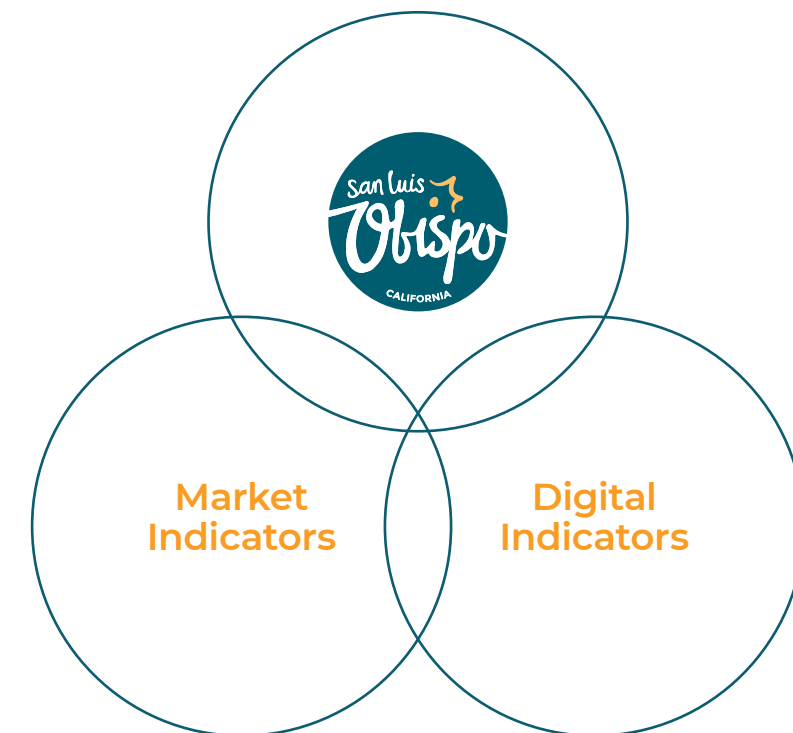 san luis
Obispo
CALIFORNIA
Market
Indicators
Digital
Indicators